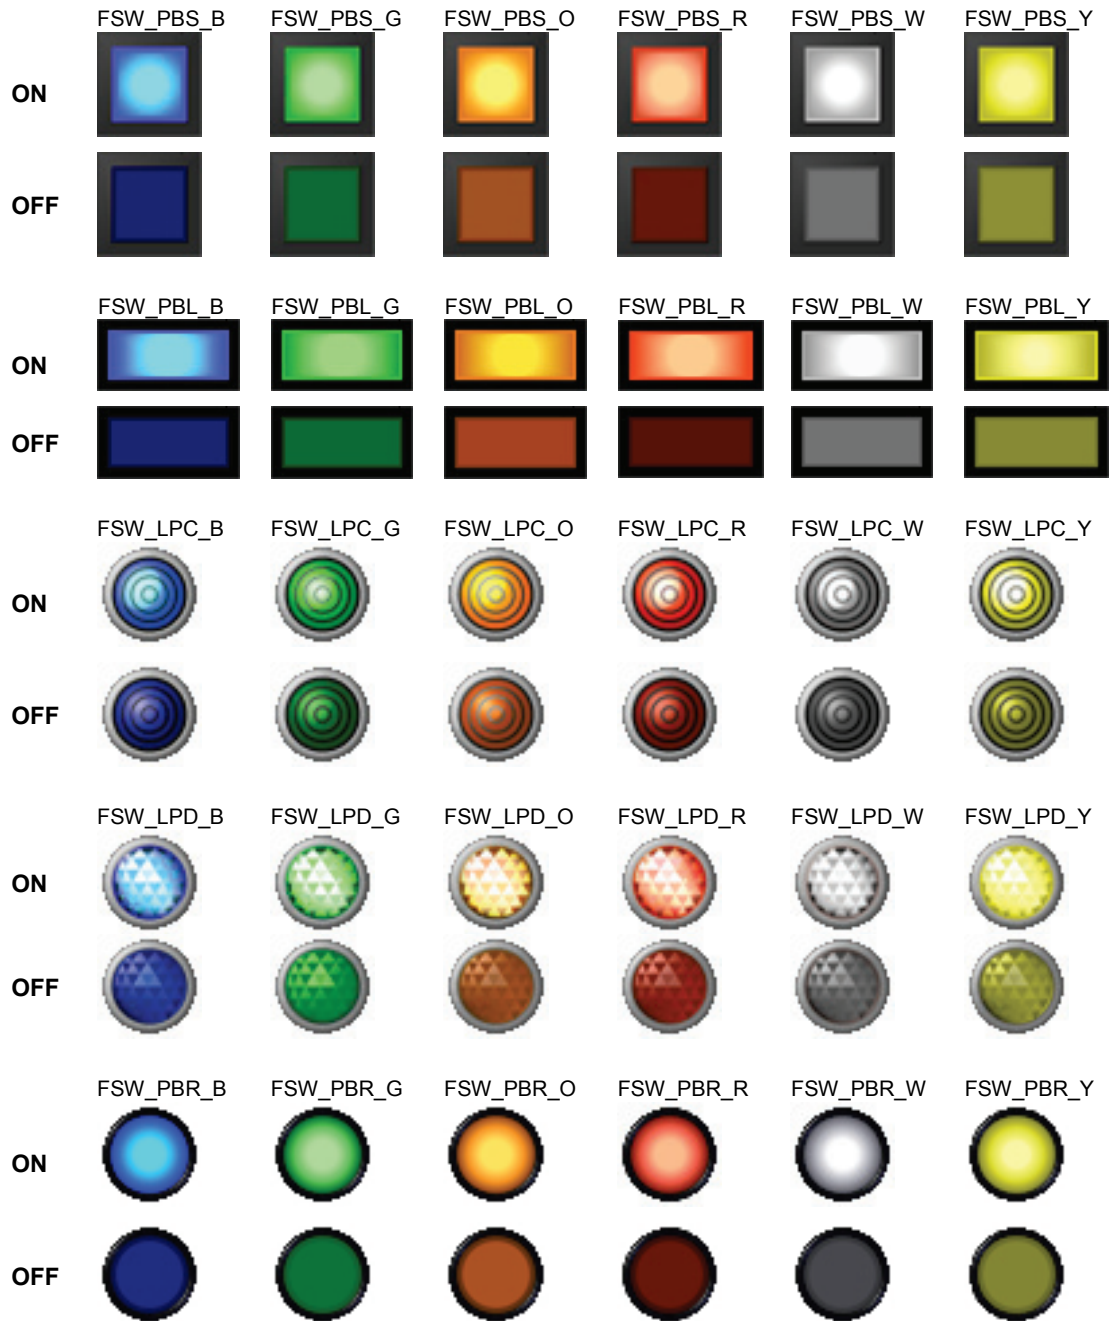 FSW_PBS_B FSW_PBS_G FSW_PBS_O FSW_PBS_R FSW_PBS_W FSW_PBS_Y
ON
OFF
FSW_PBL_B FSW_PBL_G FSW_PBL_O FSW_PBL_R FSW_PBL_W FSW_PBL_Y
ON
OFF
FSW_LPC_B FSW_LPC_G FSW_LPC_O FSW_LPC_R FSW_LPC_W FSW_LPC_Y
ON
OFF
FSW_LPD_B FSW_LPD_G FSW_LPD_O FSW_LPD_R FSW_LPD_W FSW_LPD_Y
ON
OFF
FSW_PBR_B FSW_PBR_G FSW_PBR_O FSW_PBR_R FSW_PBR_W FSW_PBR_Y
ON
OFF